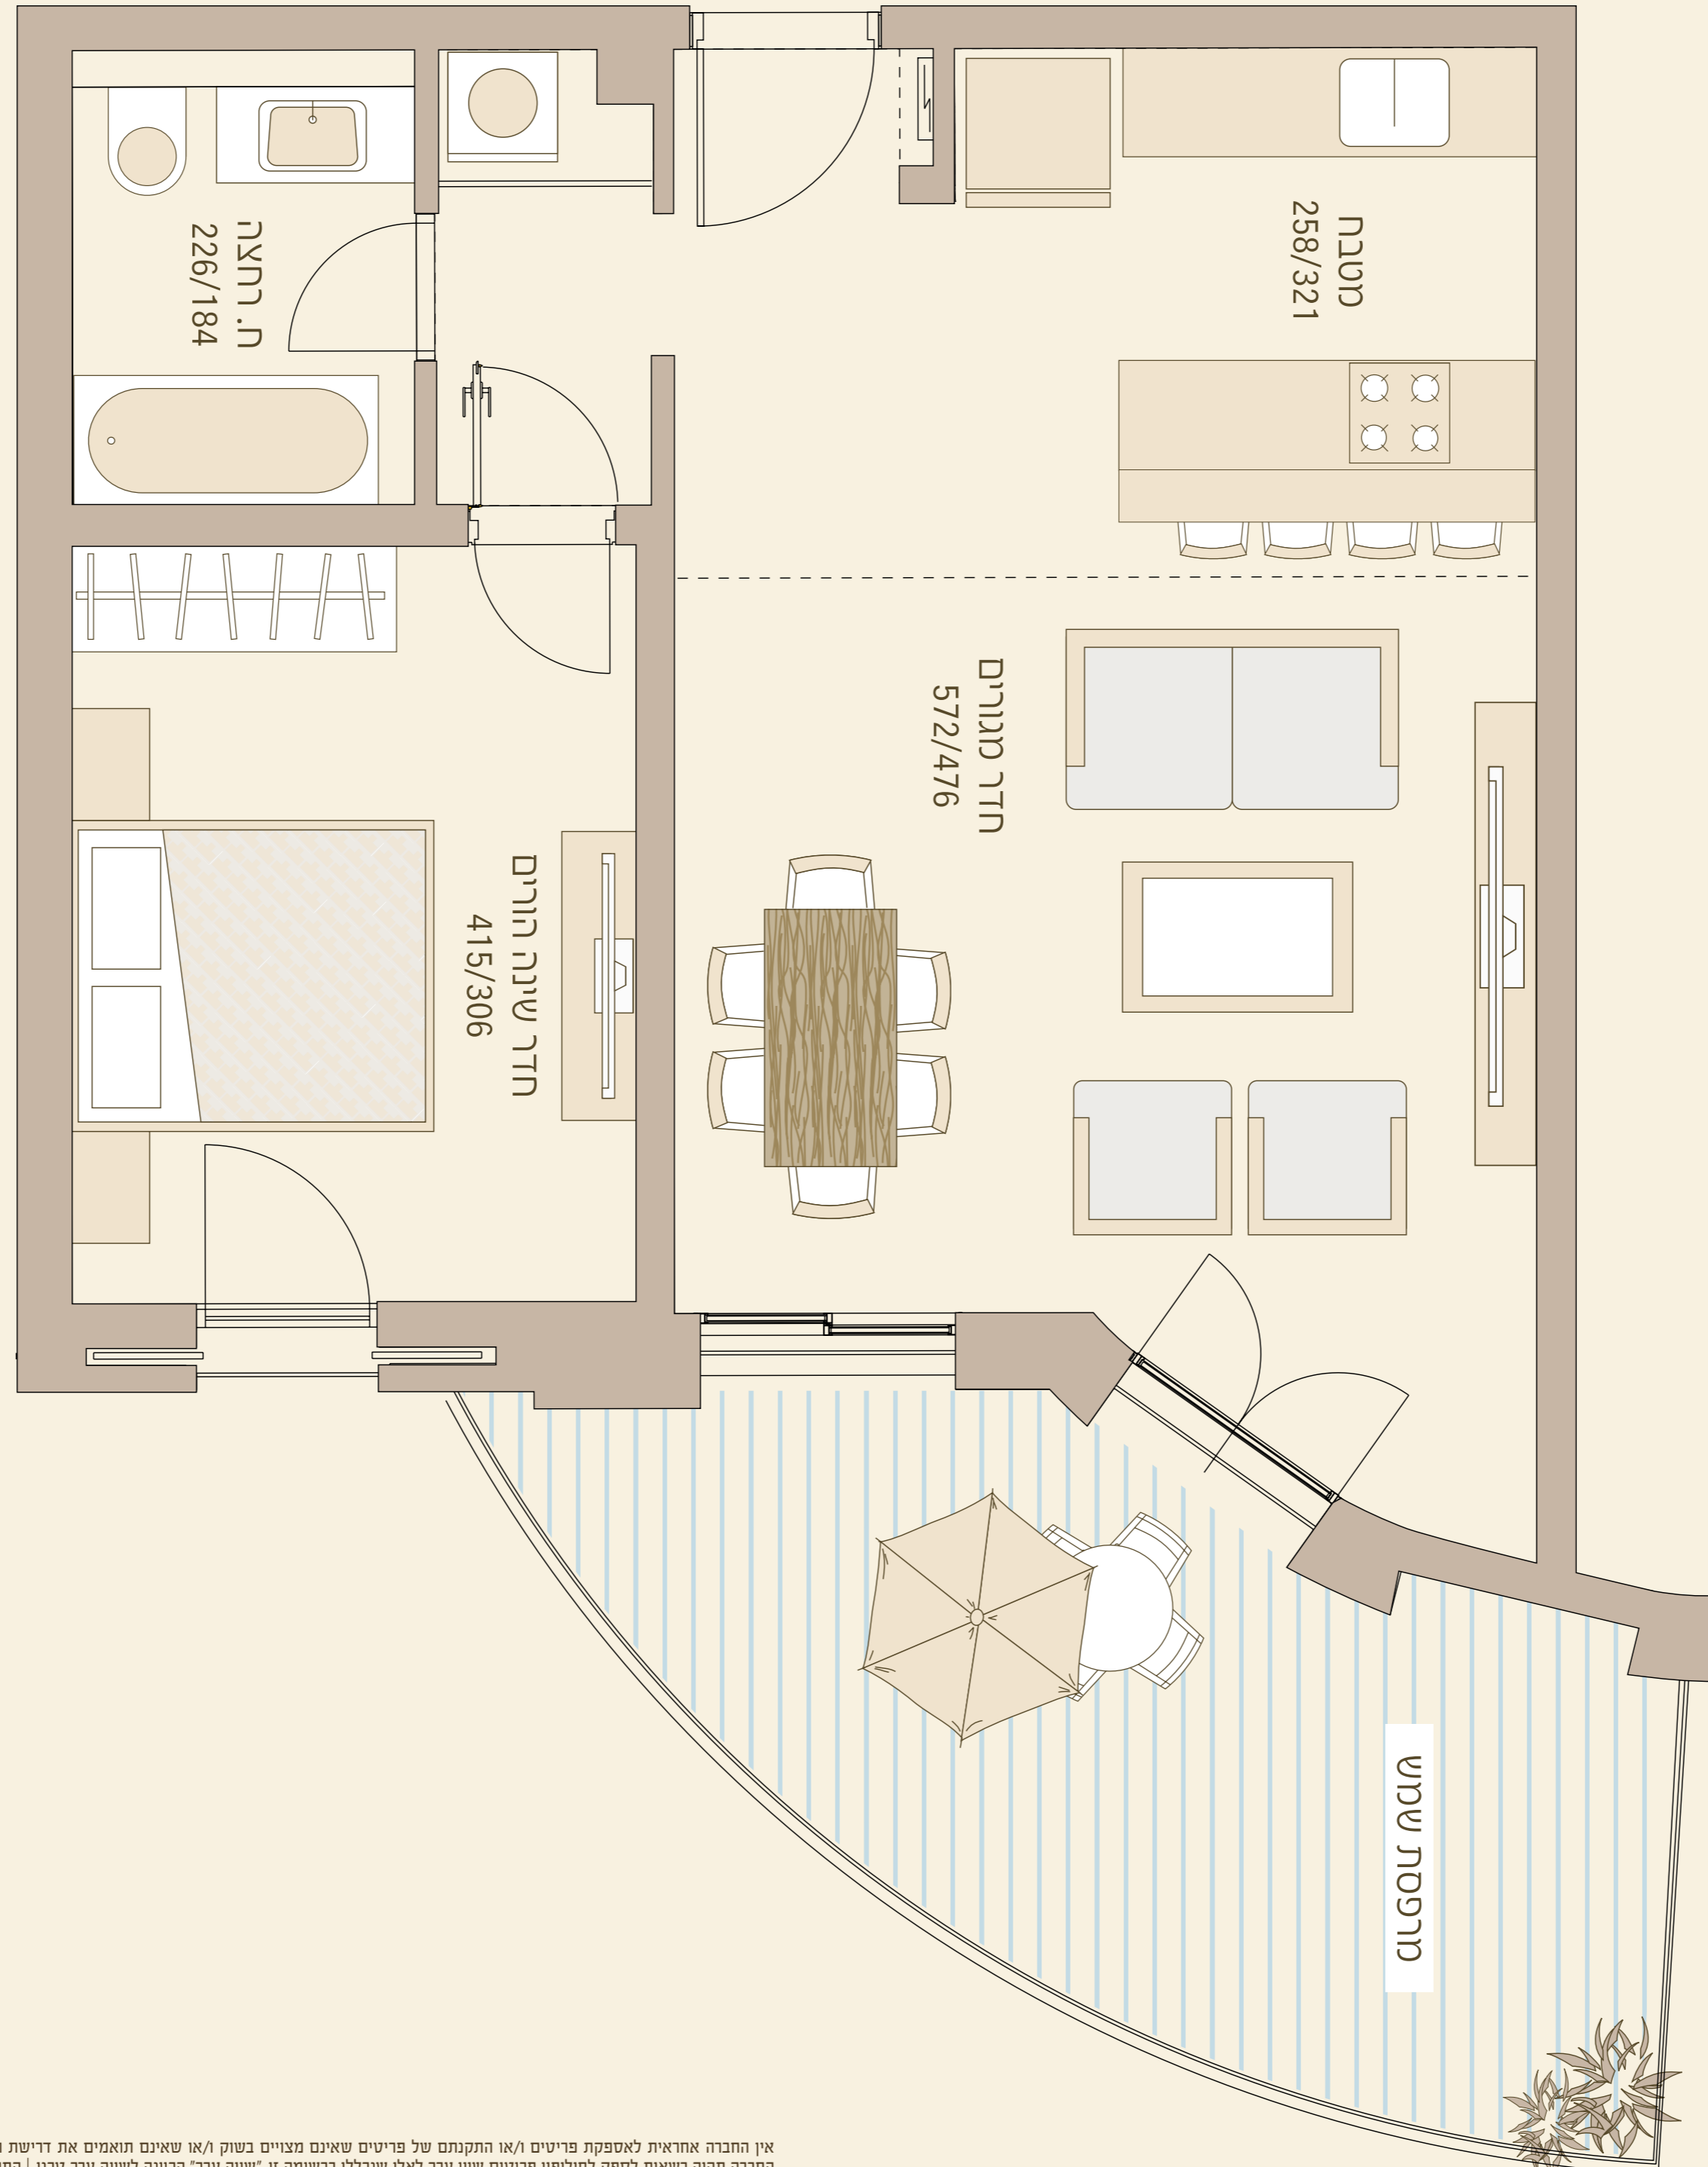 מטבח
258/321
ח. רחצה
226/184
חדר מגורים
572/476
חדר שינה הורים
415/306
מרפסת שמש
אין החברה אחראית לאספקת פריטים ו/או התקנתם של פריטים שאינם מצויים בשוק ו/או שאינם תואמים את דרישת